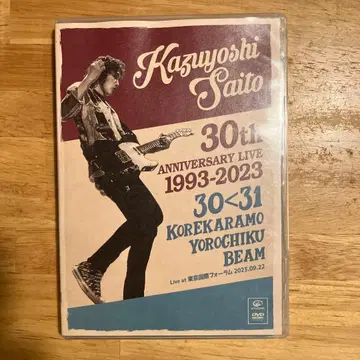 Kazuyoshi
Saito
30th
ANNIVERSARY LIVE
1993-2023
30<31
KOREKARAMO
YOROCHIKU
BEAM
Live at 東京国際フォーラム 2023.09.22
DVD